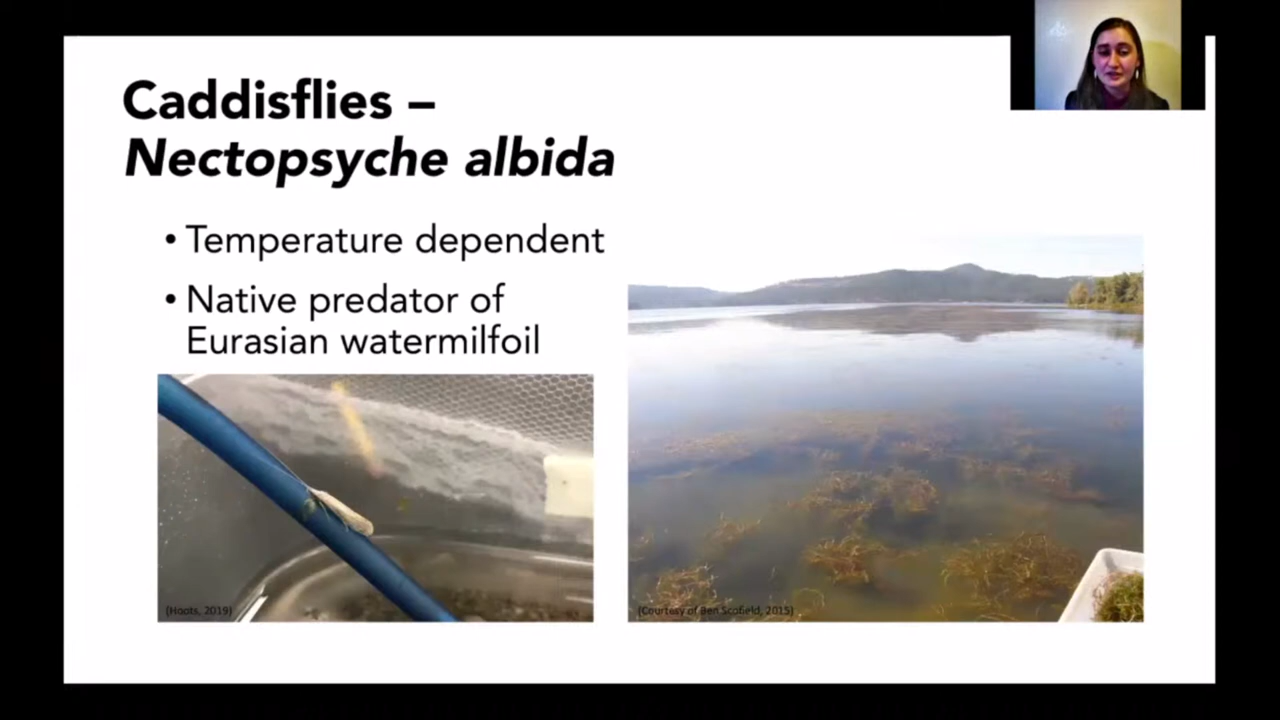 Caddisflies –
Nectopsyche albida
• Temperature dependent
• Native predator of
Eurasian watermilfoil
(Hoots, 2019)
(Courtesy of Ben Scofield, 2015)